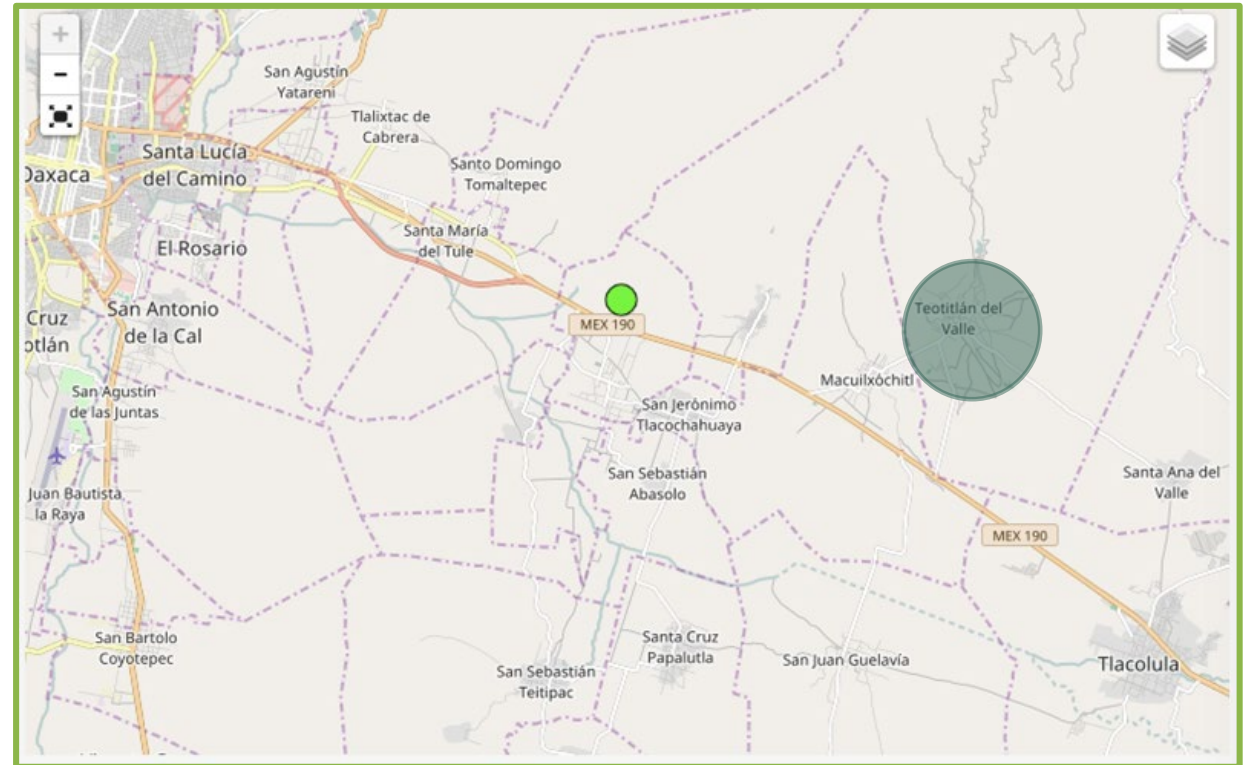 +
-
San Agustín
Yatareni
Tlalixtac de
Cabrera
Santa Lucía
del Camino
Santo Domingo
Tomaltepec
Oaxaca
Santa María
del Tule
El Rosario
San Antonio
de la Cal
Cruz
otlán
MEX 190
Teotitlán del
Valle
Macuilxóchitl
San Agustín
de las Juntas
San Jerónimo
Tlacochahuaya
San Sebastián
Abasolo
Santa Ana del
Valle
Juan Bautista
la Raya
MEX 190
San Bartolo
Coyotepec
Santa Cruz
Papalutla
San Juan Guelavía
Tlacolula
San Sebastián
Teitipac